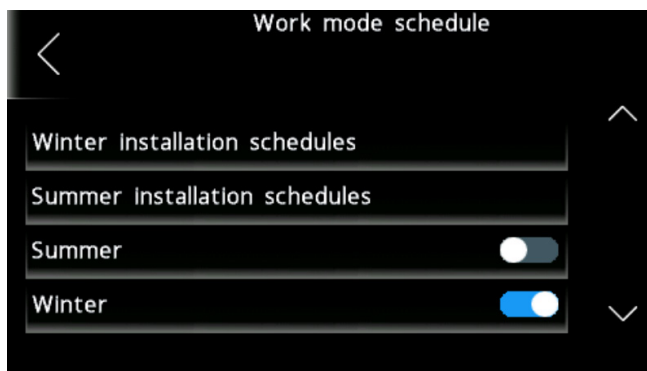 Work mode schedule
Winter installation schedules
Summer installation schedules
Summer
Winter